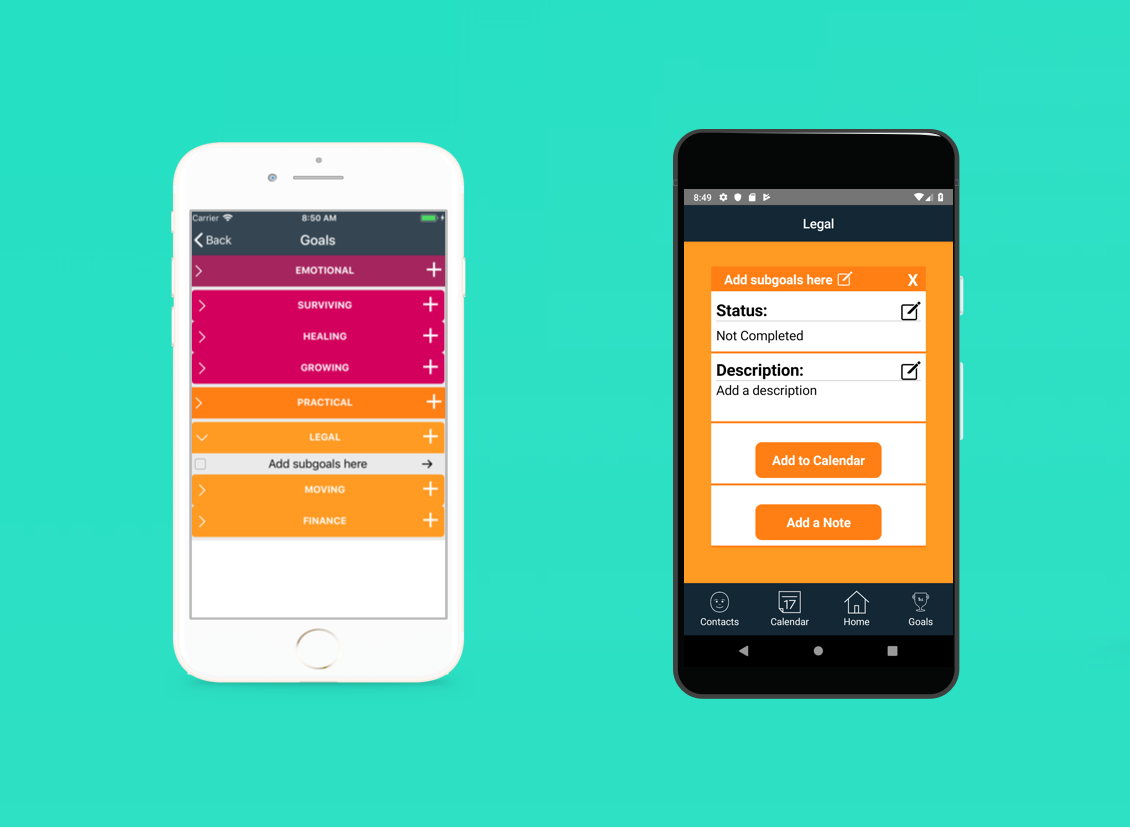 Carrier 8:50 AM
Back Goals
EMOTIONAL
SURVIVING
HEALING
GROWING
PRACTICAL
LEGAL
Add subgoals here
MOVING
FINANCE
8:49
Legal
Add subgoals here X
Status:
Not Completed
Description:
Add a description
Add to Calendar
Add a Note
17
Contacts Calendar Home Goals